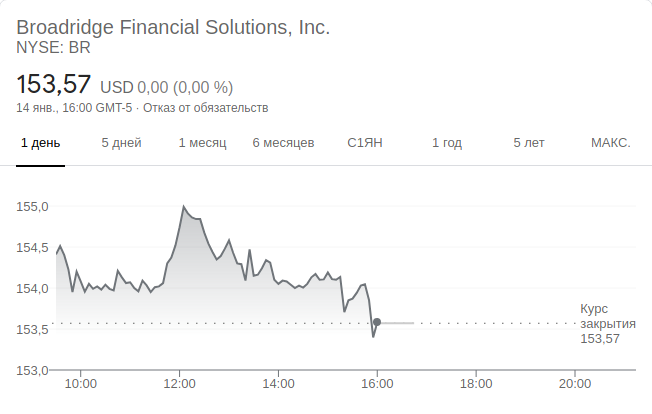 Broadridge Financial Solutions, Inc.
NYSE: BR
153,57 USD 0,00 (0,00 %)
14 янв., 16:00 GMT-5 · Отказ от обязательств
1 день 5 дней 1 месяц 6 месяцев С1ЯН 1 год 5 лет МАКС.
155,0
154,5
154,0
153,5
153,0
Курс
закрытия
153,57
10:00 12:00 14:00 16:00 18:00 20:00